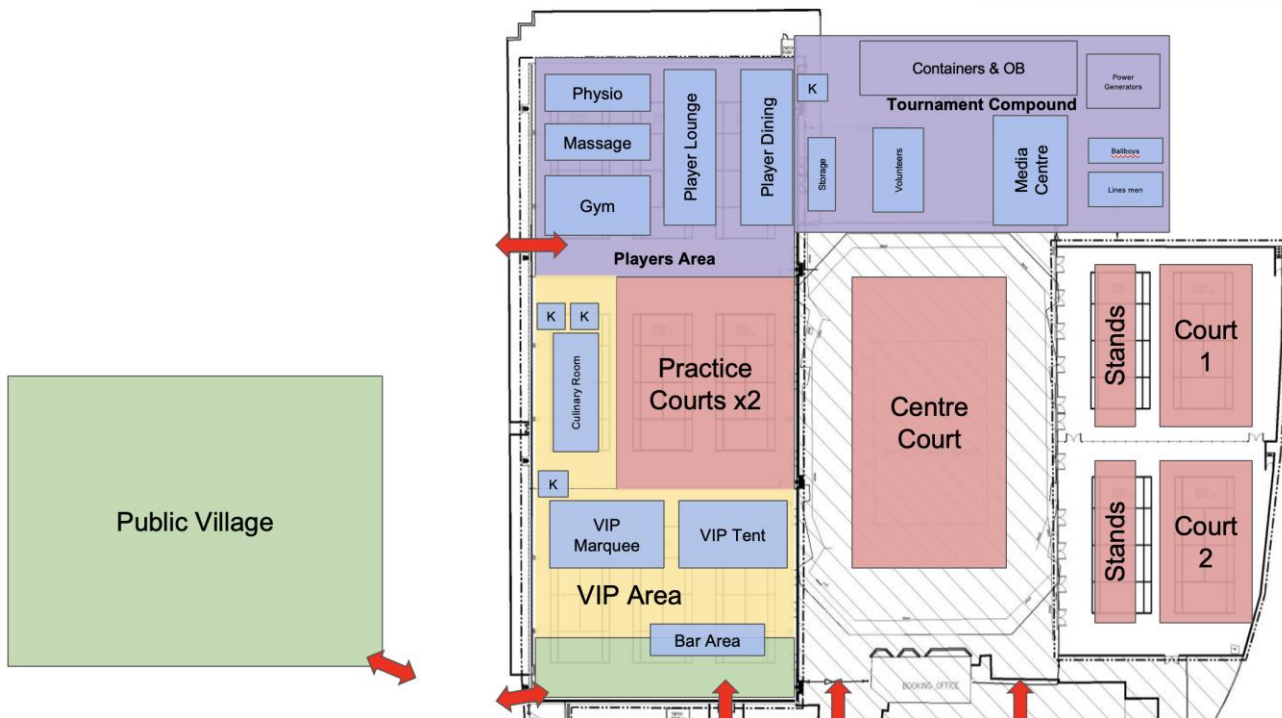 Containers & OB
Power
Generators
Physio
K
Tournament Compound
Massage
Player Lounge
Player Dining
Storage
Volunteers
Media
Centre
Ballboys
Gym
Lines men
Players Area
K
K
Culinary Room
Practice
Courts x2
Centre
Court
Stands
Court
1
K
Public Village
VIP
Marquee
VIP Tent
Stands
Court
2
VIP Area
Bar Area
BOOKING OFFICE